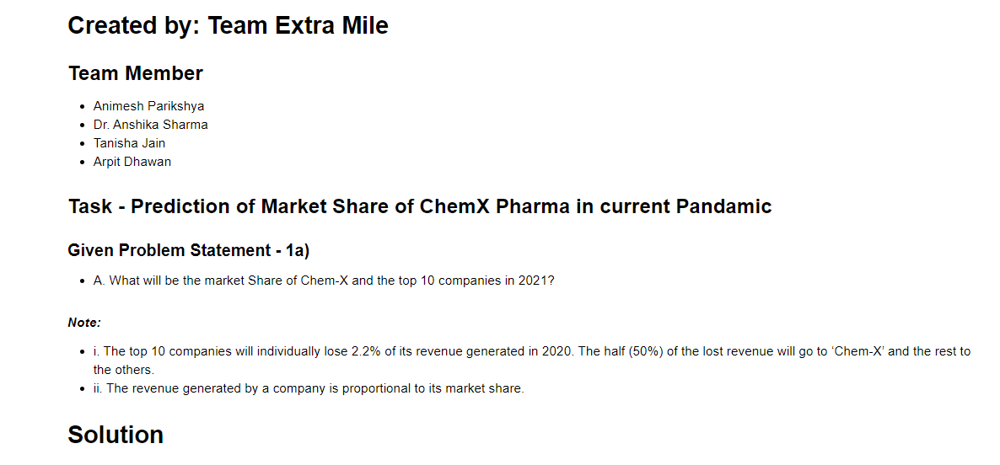 Created by: Team Extra Mile
Team Member
• Animesh Parikshya
• Dr. Anshika Sharma
• Tanisha Jain
• Arpit Dhawan
Task - Prediction of Market Share of ChemX Pharma in current Pandamic
Given Problem Statement - 1a)
• A. What will be the market Share of Chem-X and the top 10 companies in 2021?
Note:
• i. The top 10 companies will individually lose 2.2% of its revenue generated in 2020. The half (50%) of the lost revenue will go to ‘Chem-X’ and the rest to
the others.
• ii. The revenue generated by a company is proportional to its market share.
Solution